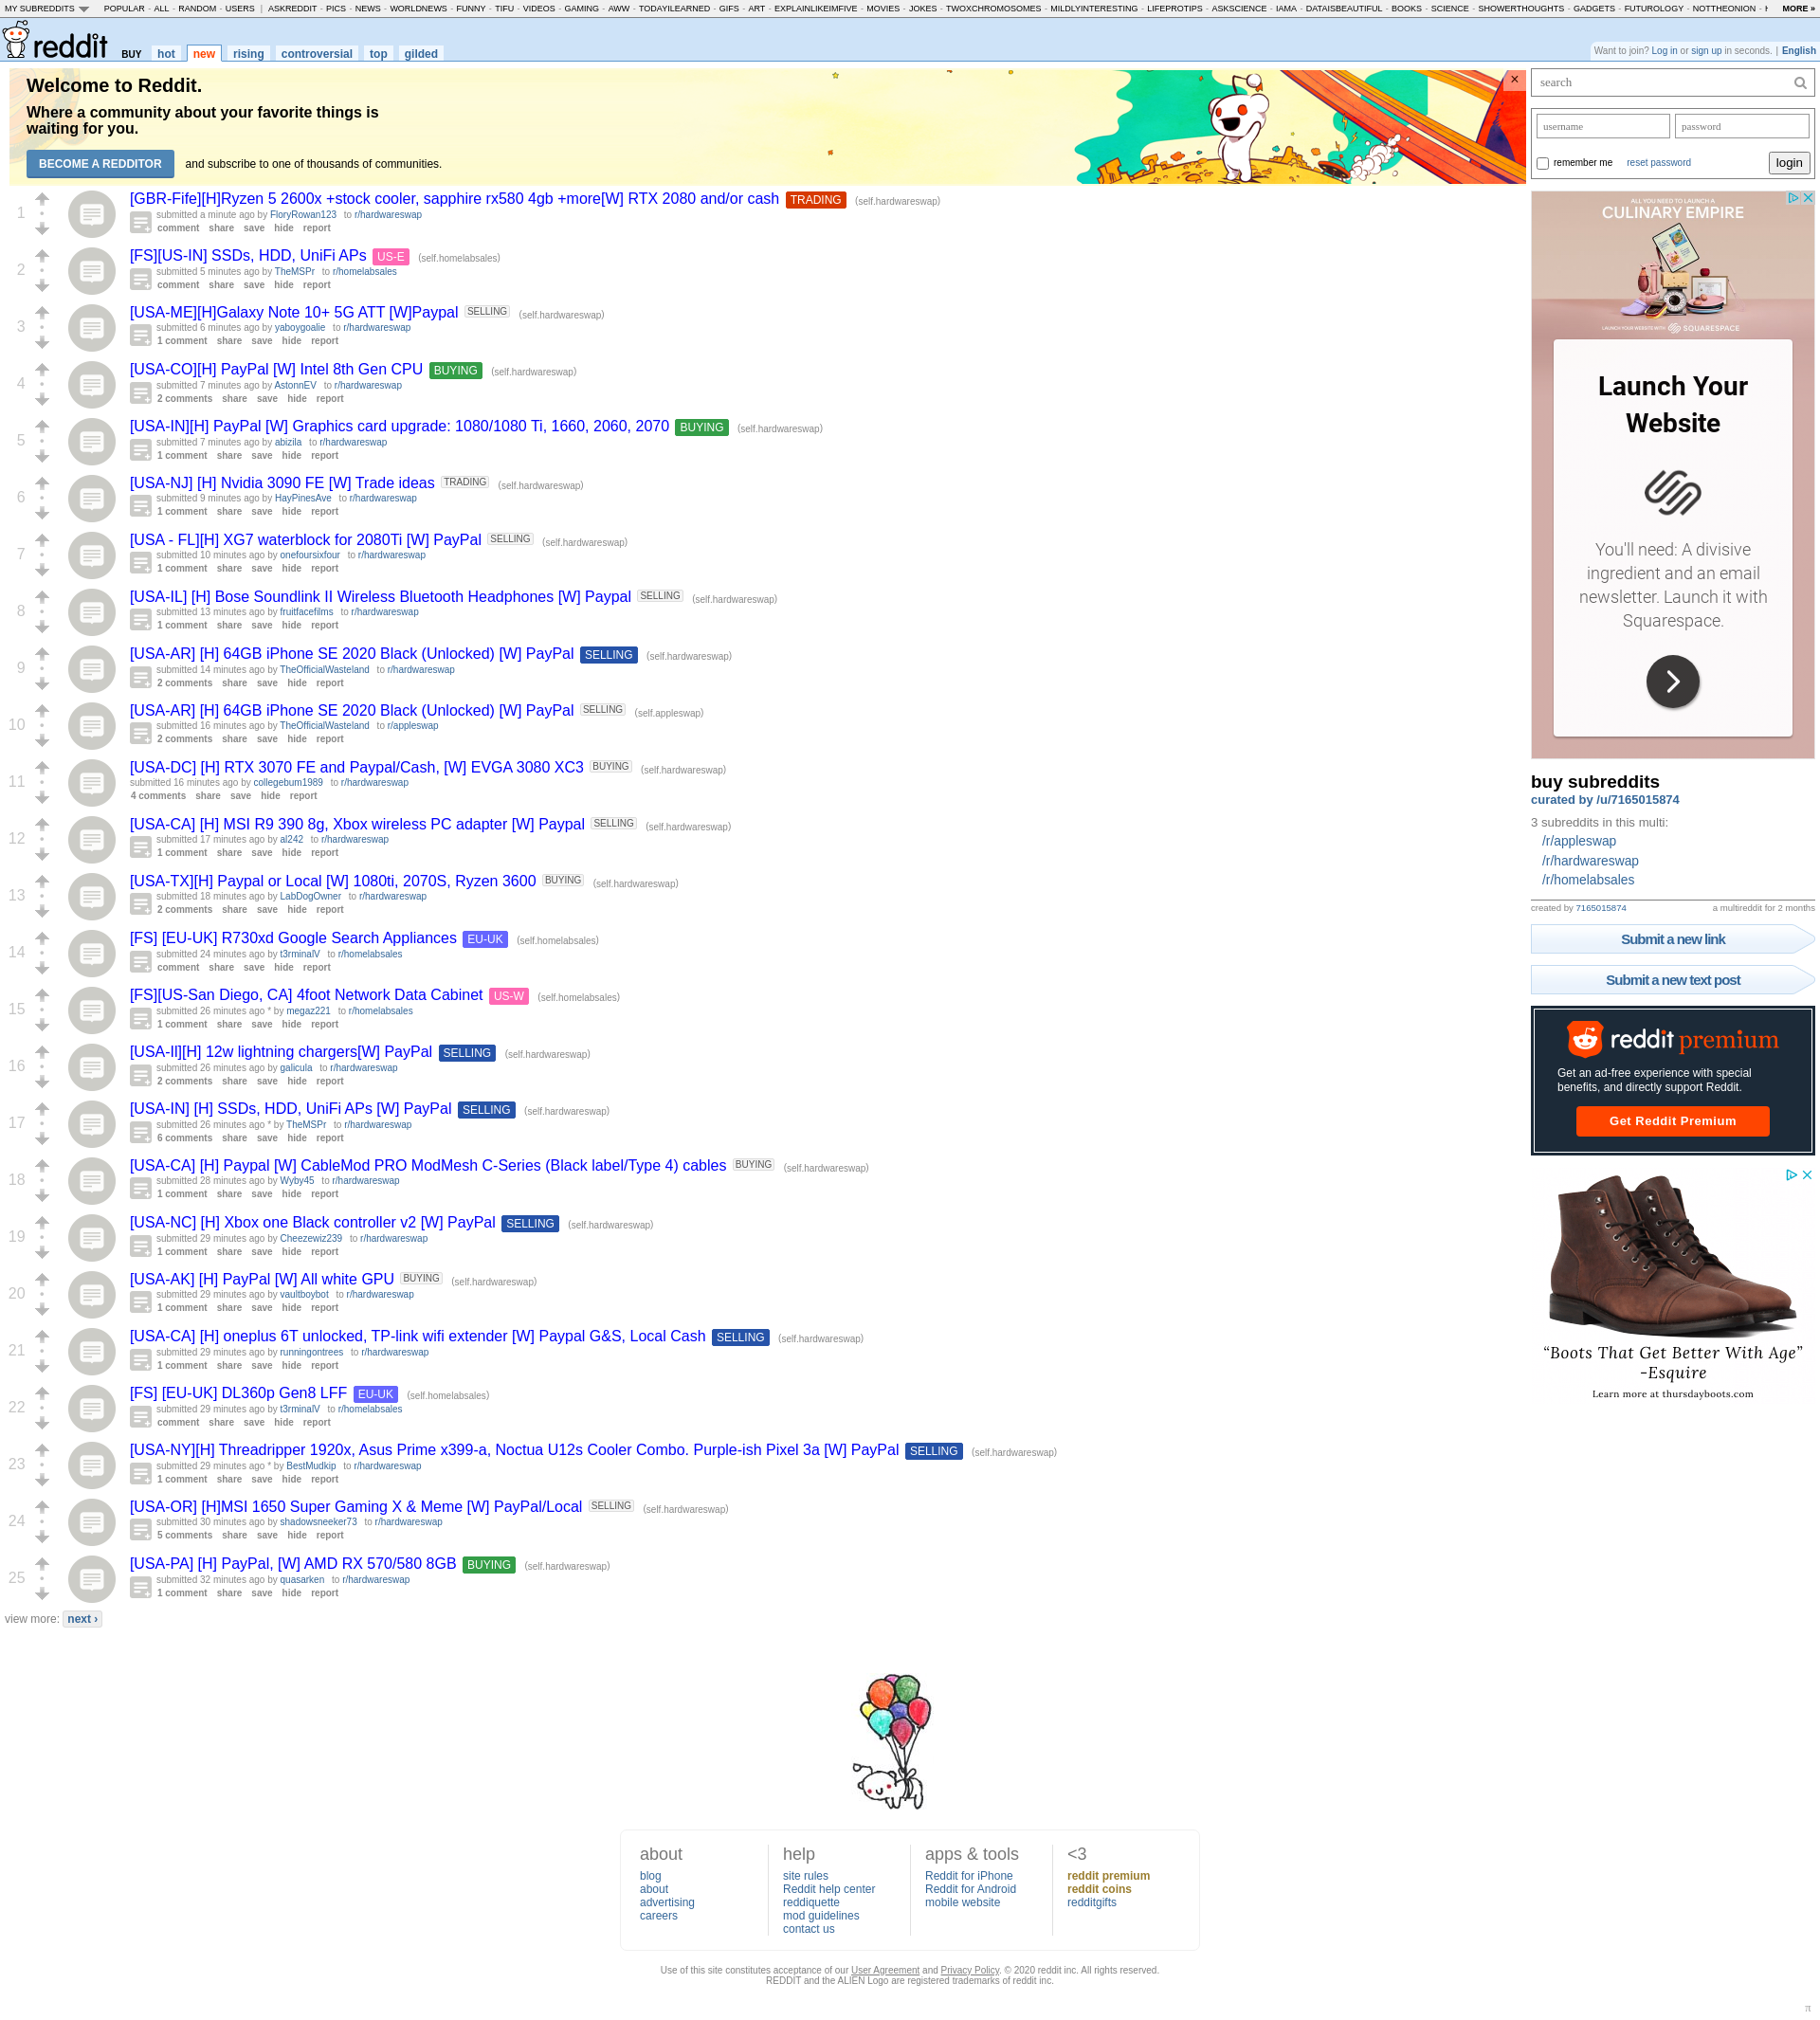 MY SUBREDDITS POPULAR - ALL - RANDOM - USERS | ASKREDDIT - PICS - NEWS - WORLDNEWS - FUNNY - TIFU - VIDEOS - GAMING - AWW - TODAYILEARNED - GIFS - ART - EXPLAINLIKEIMFIVE - MOVIES - JOKES - TWOXCHROMOSOMES - MILDLYINTERESTING - LIFEPROTIPS - ASKSCIENCE - IAMA - DATAISBEAUTIFUL - BOOKS - SCIENCE - SHOWERTHOUGHTS - GADGETS - FUTUROLOGY - NOTTHEONION - MORE »
reddit BUY hot new rising controversial top gilded
Want to join? Log in or sign up in seconds. | English
Welcome to Reddit.
Where a community about your favorite things is
waiting for you.
BECOME A REDDITOR and subscribe to one of thousands of communities.
1
[GBR-Fife][H]Ryzen 5 2600x +stock cooler, sapphire rx580 4gb +more[W] RTX 2080 and/or cash TRADING (self.hardwareswap)
submitted a minute ago by FloryRowan123 to r/hardwareswap
comment share save hide report
2
[FS][US-IN] SSDs, HDD, UniFi APs US-E (self.homelabsales)
submitted 5 minutes ago by TheMSPr to r/homelabsales
comment share save hide report
3
[USA-ME][H]Galaxy Note 10+ 5G ATT [W]Paypal SELLING (self.hardwareswap)
submitted 6 minutes ago by yaboygoalie to r/hardwareswap
1 comment share save hide report
4
[USA-CO][H] PayPal [W] Intel 8th Gen CPU BUYING (self.hardwareswap)
submitted 7 minutes ago by AstonnEV to r/hardwareswap
2 comments share save hide report
5
[USA-IN][H] PayPal [W] Graphics card upgrade: 1080/1080 Ti, 1660, 2060, 2070 BUYING (self.hardwareswap)
submitted 7 minutes ago by abizila to r/hardwareswap
1 comment share save hide report
6
[USA-NJ] [H] Nvidia 3090 FE [W] Trade ideas TRADING (self.hardwareswap)
submitted 9 minutes ago by HayPinesAve to r/hardwareswap
1 comment share save hide report
7
[USA - FL][H] XG7 waterblock for 2080Ti [W] PayPal SELLING (self.hardwareswap)
submitted 10 minutes ago by onefoursixfour to r/hardwareswap
1 comment share save hide report
8
[USA-IL] [H] Bose Soundlink II Wireless Bluetooth Headphones [W] Paypal SELLING (self.hardwareswap)
submitted 13 minutes ago by fruitfacefilms to r/hardwareswap
1 comment share save hide report
9
[USA-AR] [H] 64GB iPhone SE 2020 Black (Unlocked) [W] PayPal SELLING (self.hardwareswap)
submitted 14 minutes ago by TheOfficialWasteland to r/hardwareswap
2 comments share save hide report
10
[USA-AR] [H] 64GB iPhone SE 2020 Black (Unlocked) [W] PayPal SELLING (self.appleswap)
submitted 16 minutes ago by TheOfficialWasteland to r/appleswap
2 comments share save hide report
11
[USA-DC] [H] RTX 3070 FE and Paypal/Cash, [W] EVGA 3080 XC3 BUYING (self.hardwareswap)
submitted 16 minutes ago by collegebum1989 to r/hardwareswap
4 comments share save hide report
12
[USA-CA] [H] MSI R9 390 8g, Xbox wireless PC adapter [W] Paypal SELLING (self.hardwareswap)
submitted 17 minutes ago by al242 to r/hardwareswap
1 comment share save hide report
13
[USA-TX][H] Paypal or Local [W] 1080ti, 2070S, Ryzen 3600 BUYING (self.hardwareswap)
submitted 18 minutes ago by LabDogOwner to r/hardwareswap
2 comments share save hide report
14
[FS] [EU-UK] R730xd Google Search Appliances EU-UK (self.homelabsales)
submitted 24 minutes ago by t3rminalV to r/homelabsales
comment share save hide report
15
[FS][US-San Diego, CA] 4foot Network Data Cabinet US-W (self.homelabsales)
submitted 26 minutes ago * by megaz221 to r/homelabsales
1 comment share save hide report
16
[USA-Il][H] 12w lightning chargers[W] PayPal SELLING (self.hardwareswap)
submitted 26 minutes ago by galicula to r/hardwareswap
2 comments share save hide report
17
[USA-IN] [H] SSDs, HDD, UniFi APs [W] PayPal SELLING (self.hardwareswap)
submitted 26 minutes ago * by TheMSPr to r/hardwareswap
6 comments share save hide report
18
[USA-CA] [H] Paypal [W] CableMod PRO ModMesh C-Series (Black label/Type 4) cables BUYING (self.hardwareswap)
submitted 28 minutes ago by Wyby45 to r/hardwareswap
1 comment share save hide report
19
[USA-NC] [H] Xbox one Black controller v2 [W] PayPal SELLING (self.hardwareswap)
submitted 29 minutes ago by Cheezewiz239 to r/hardwareswap
1 comment share save hide report
20
[USA-AK] [H] PayPal [W] All white GPU BUYING (self.hardwareswap)
submitted 29 minutes ago by vaultboybot to r/hardwareswap
1 comment share save hide report
21
[USA-CA] [H] oneplus 6T unlocked, TP-link wifi extender [W] Paypal G&S, Local Cash SELLING (self.hardwareswap)
submitted 29 minutes ago by runningontrees to r/hardwareswap
1 comment share save hide report
22
[FS] [EU-UK] DL360p Gen8 LFF EU-UK (self.homelabsales)
submitted 29 minutes ago by t3rminalV to r/homelabsales
comment share save hide report
23
[USA-NY][H] Threadripper 1920x, Asus Prime x399-a, Noctua U12s Cooler Combo. Purple-ish Pixel 3a [W] PayPal SELLING (self.hardwareswap)
submitted 29 minutes ago * by BestMudkip to r/hardwareswap
1 comment share save hide report
24
[USA-OR] [H]MSI 1650 Super Gaming X & Meme [W] PayPal/Local SELLING (self.hardwareswap)
submitted 30 minutes ago by shadowsneeker73 to r/hardwareswap
5 comments share save hide report
25
[USA-PA] [H] PayPal, [W] AMD RX 570/580 8GB BUYING (self.hardwareswap)
submitted 32 minutes ago by quasarken to r/hardwareswap
1 comment share save hide report
view more: next ›
search
username password
remember me reset password login
ALL YOU NEED TO LAUNCH A
CULINARY EMPIRE
LAUNCH YOUR WEBSITE WITH SQUARESPACE
Launch Your
Website
You'll need: A divisive
ingredient and an email
newsletter. Launch it with
Squarespace.
buy subreddits
curated by /u/7165015874
3 subreddits in this multi:
/r/appleswap
/r/hardwareswap
/r/homelabsales
created by 7165015874 a multireddit for 2 months
Submit a new link
Submit a new text post
reddit premium
Get an ad-free experience with special
benefits, and directly support Reddit.
Get Reddit Premium
“Boots That Get Better With Age”
-Esquire
Learn more at thursdayboots.com
about
blog
about
advertising
careers
help
site rules
Reddit help center
reddiquette
mod guidelines
contact us
apps & tools
Reddit for iPhone
Reddit for Android
mobile website
<3
reddit premium
reddit coins
redditgifts
Use of this site constitutes acceptance of our User Agreement and Privacy Policy. © 2020 reddit inc. All rights reserved.
REDDIT and the ALIEN Logo are registered trademarks of reddit inc.
π